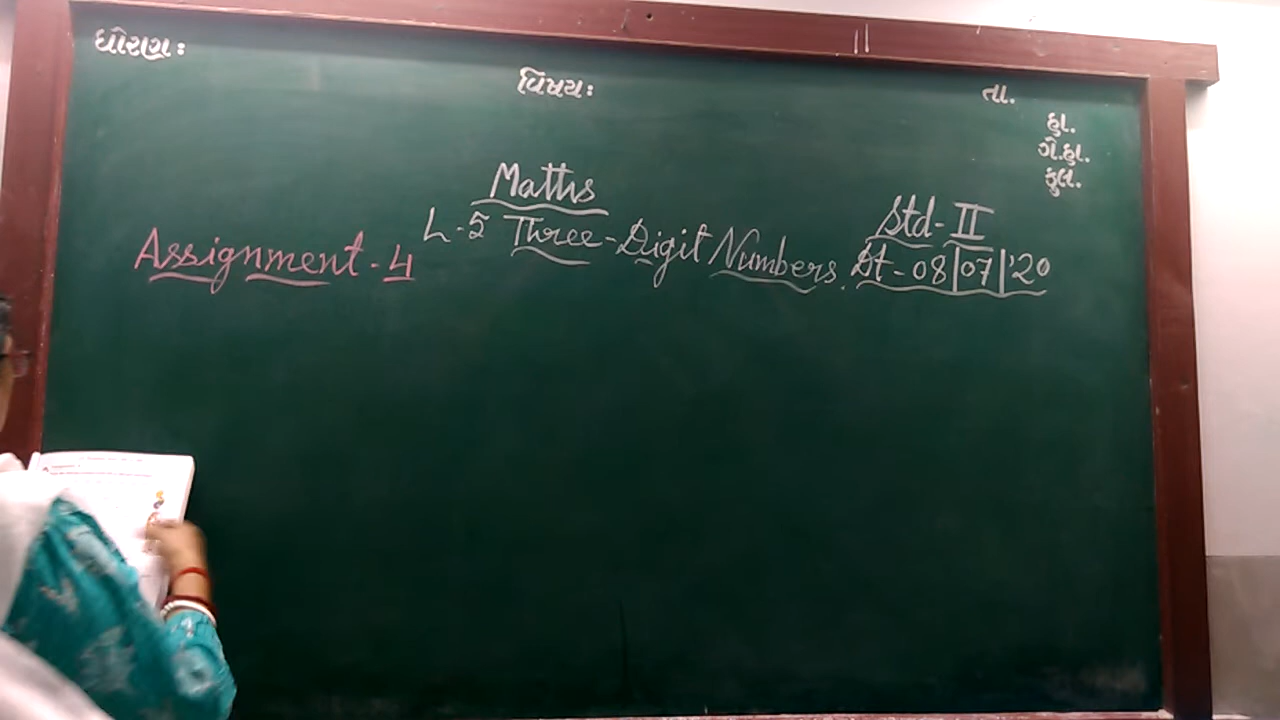 ધોરણ:
વિષય:
તા.
હા.
ગે.હા.
કુલ.
Maths
Std-II
L-5 Three-Digit Numbers.
Dt-08|07|'20
Assignment-4